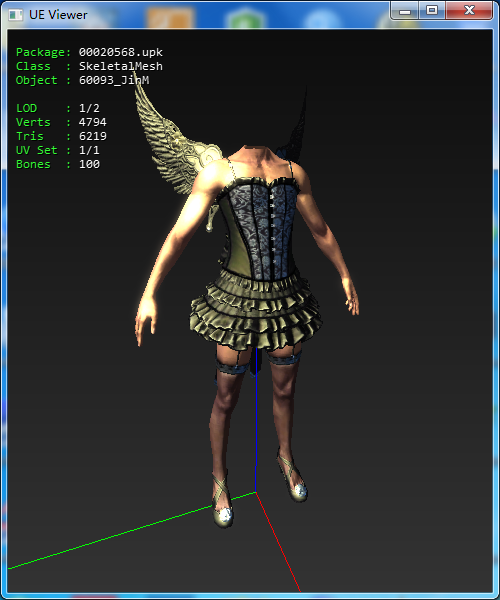 UE Viewer
Package: 00020568.upk
Class : SkeletalMesh
Object : 60093_JinM
LOD : 1/2
Verts : 4794
Tris : 6219
UV Set : 1/1
Bones : 100